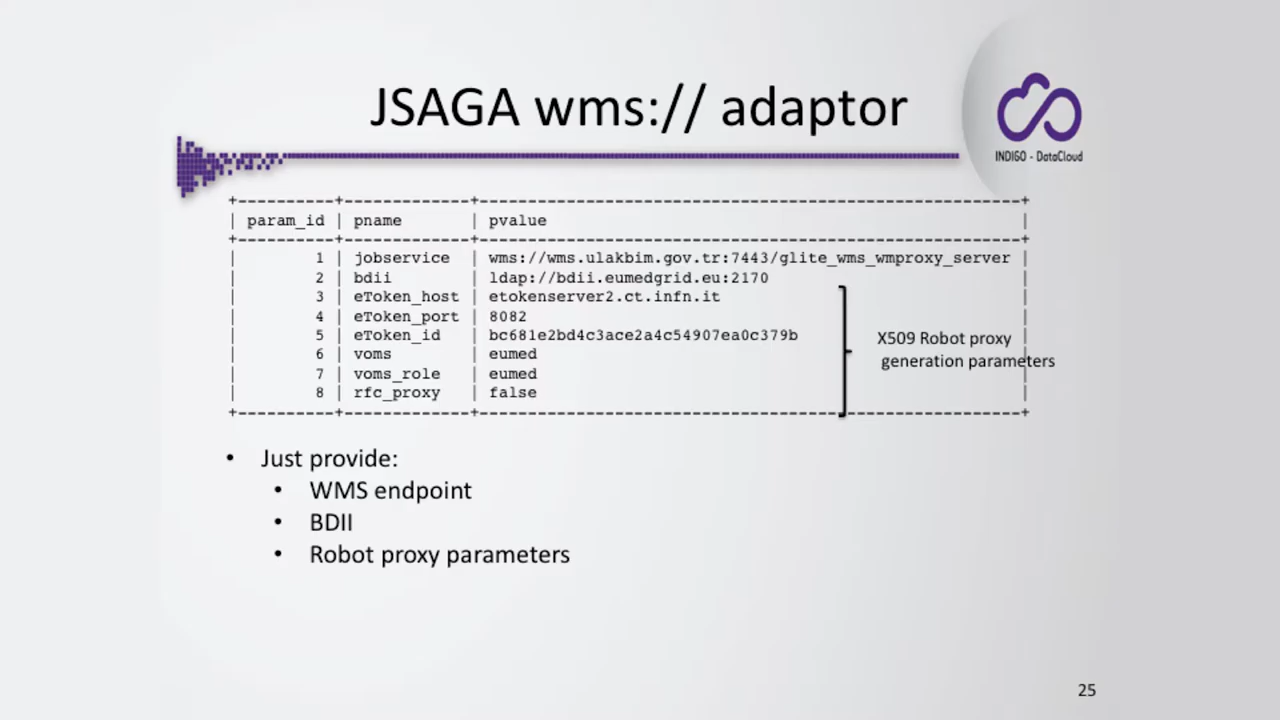 JSAGA wms:// adaptor
INDIGO - DataCloud
+----------+-------------+--------------------------------------------------------+
| param_id | pname | pvalue |
+----------+-------------+--------------------------------------------------------+
| 1 | jobservice | wms://wms.ulakbim.gov.tr:7443/glite_wms_wmproxy_server |
| 2 | bdii | ldap://bdii.eumedgrid.eu:2170 |
| 3 | eToken_host | etokenserver2.ct.infn.it |
| 4 | eToken_port | 8082 |
| 5 | eToken_id | bc681e2bd4c3ace2a4c54907ea0c379b |
| 6 | voms | eumed |
| 7 | voms_role | eumed |
| 8 | rfc_proxy | false |
+----------+-------------+--------------------------------------------------------+
X509 Robot proxy
generation parameters
• Just provide:
• WMS endpoint
• BDII
• Robot proxy parameters
25